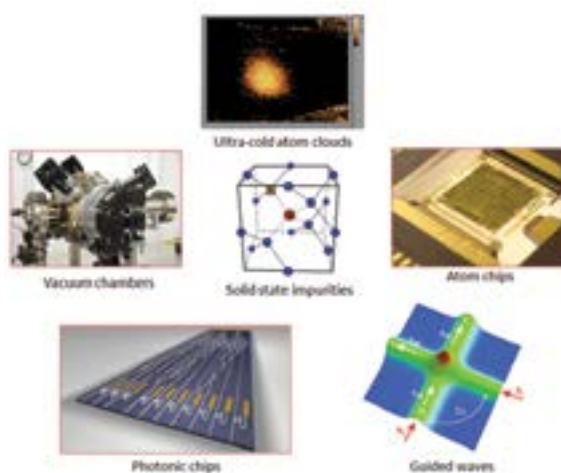 Ultra-cold atom clouds
Vacuum chambers
Solid state impurities
Atom chips
Photonic chips
Guided waves